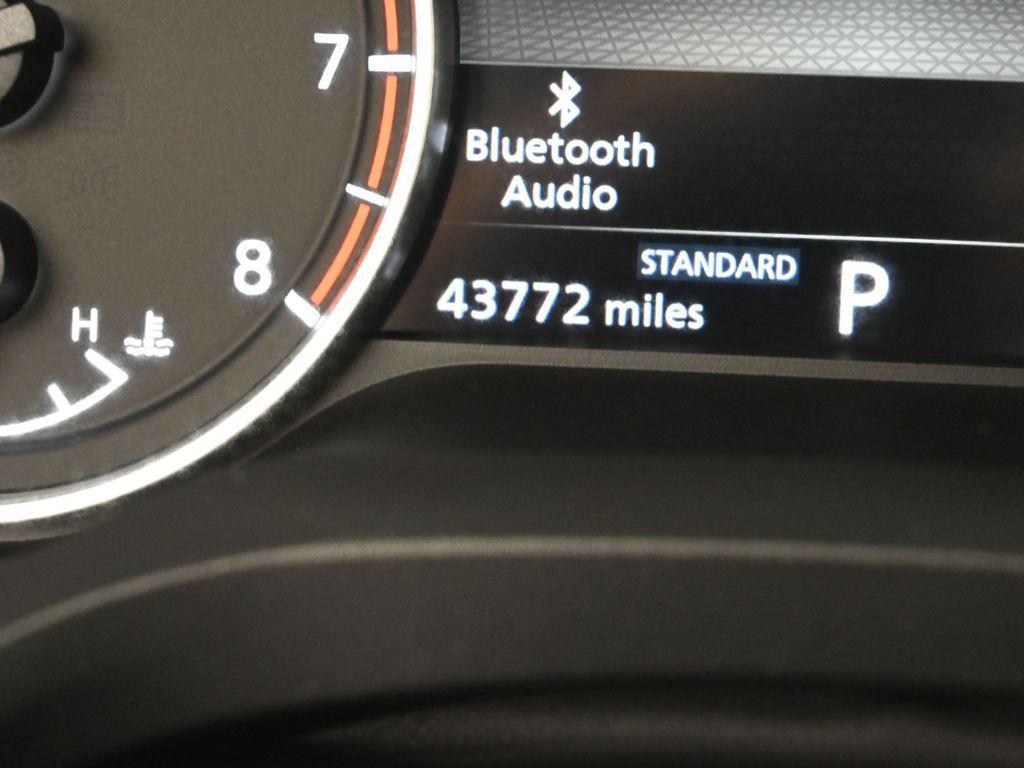 7
Bluetooth
Audio
8
STANDARD
43772 miles
P
H